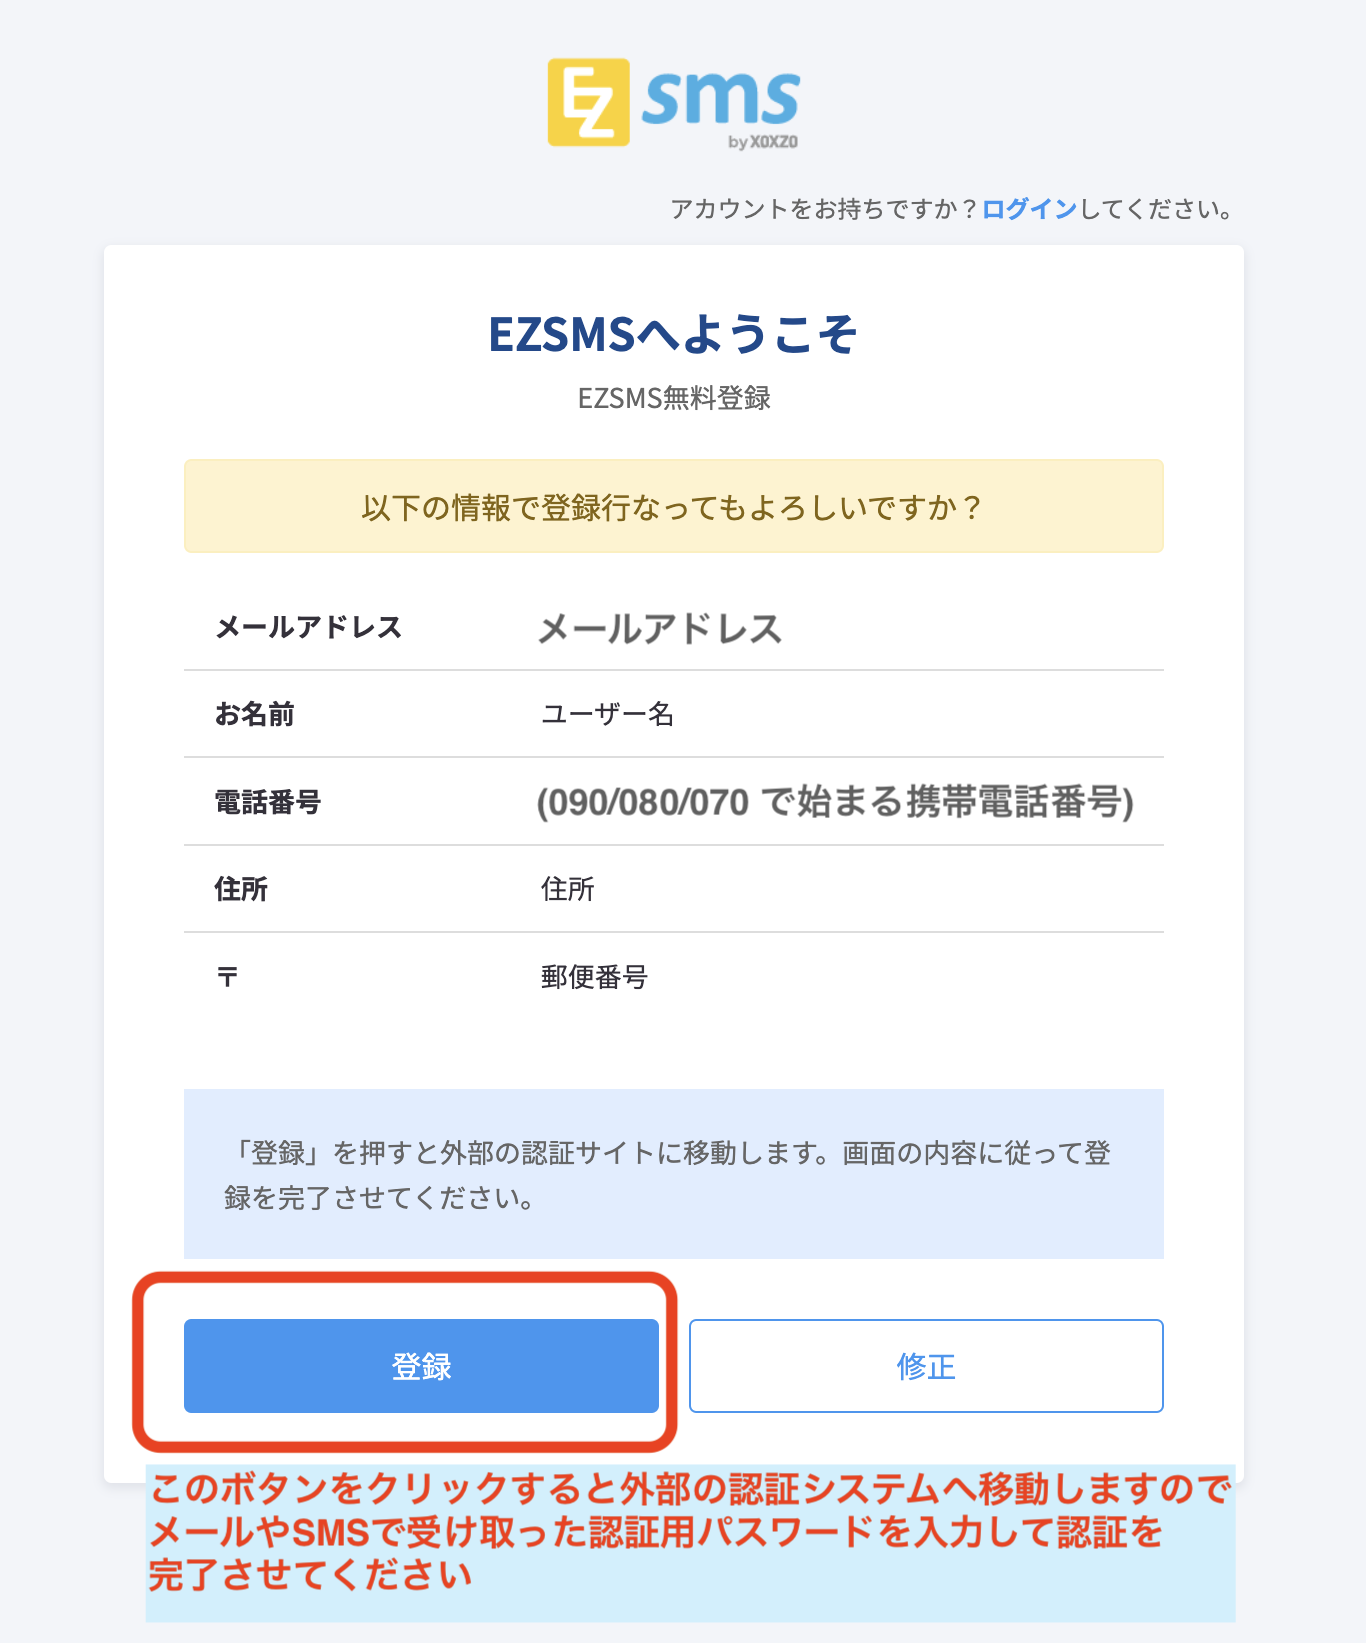 EZ sms
by XOXZO
アカウントをお持ちですか？ログインしてください。
EZSMSへようこそ
EZSMS無料登録
以下の情報で登録行なってもよろしいですか？
メールアドレス メールアドレス
お名前 ユーザー名
電話番号 (090/080/070 で始まる携帯電話番号)
住所 住所
〒 郵便番号
「登録」を押すと外部の認証サイトに移動します。画面の内容に従って登
録を完了させてください。
登録 修正
このボタンをクリックすると外部の認証システムへ移動しますので
メールやSMSで受け取った認証用パスワードを入力して認証を
完了させてください